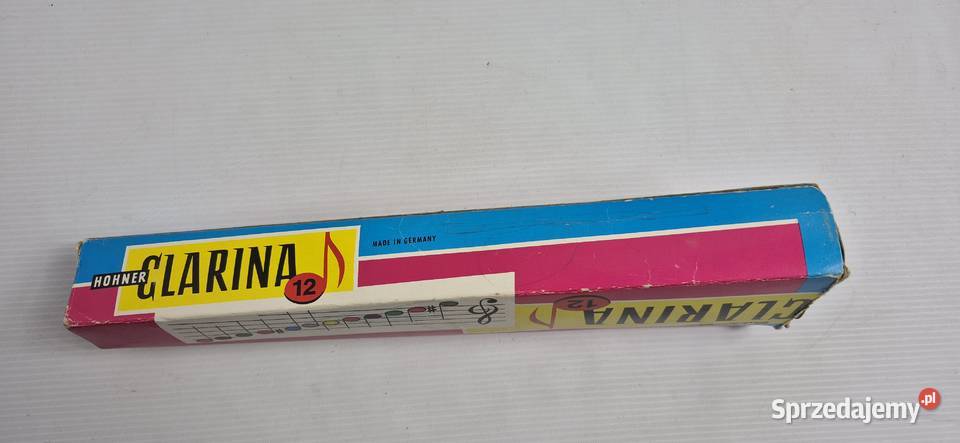 HOHNER
CLARINA
12
MADE IN GERMANY
CLARINA
12
Sprzedajemy.pl